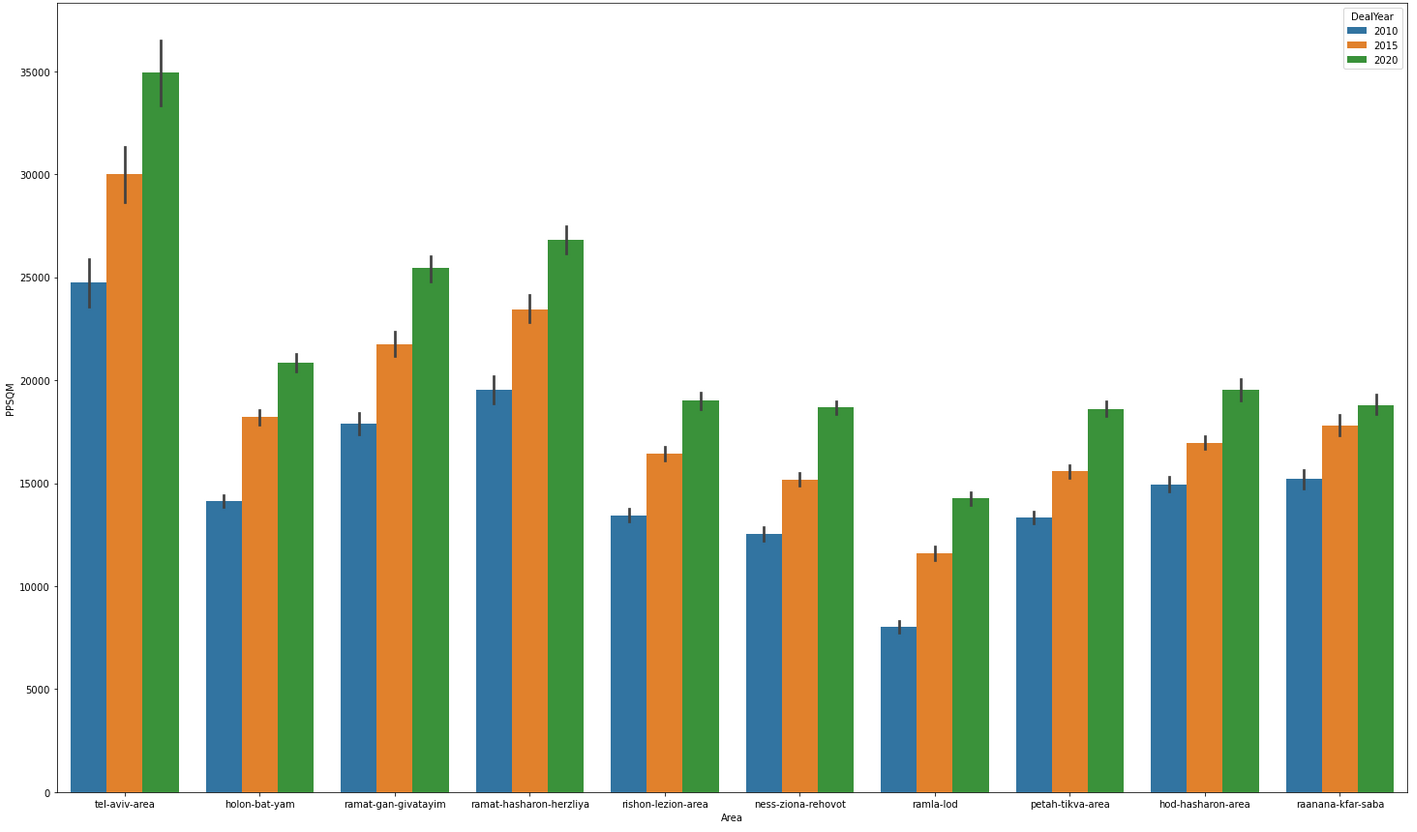 DealYear
2010
2015
2020
35000
30000
25000
20000
15000
10000
5000
0
PPSQM
tel-aviv-area holon-bat-yam ramat-gan-givatayim ramat-hasharon-herzliya rishon-lezion-area ness-ziona-rehovot ramla-lod petah-tikva-area hod-hasharon-area raanana-kfar-saba
Area